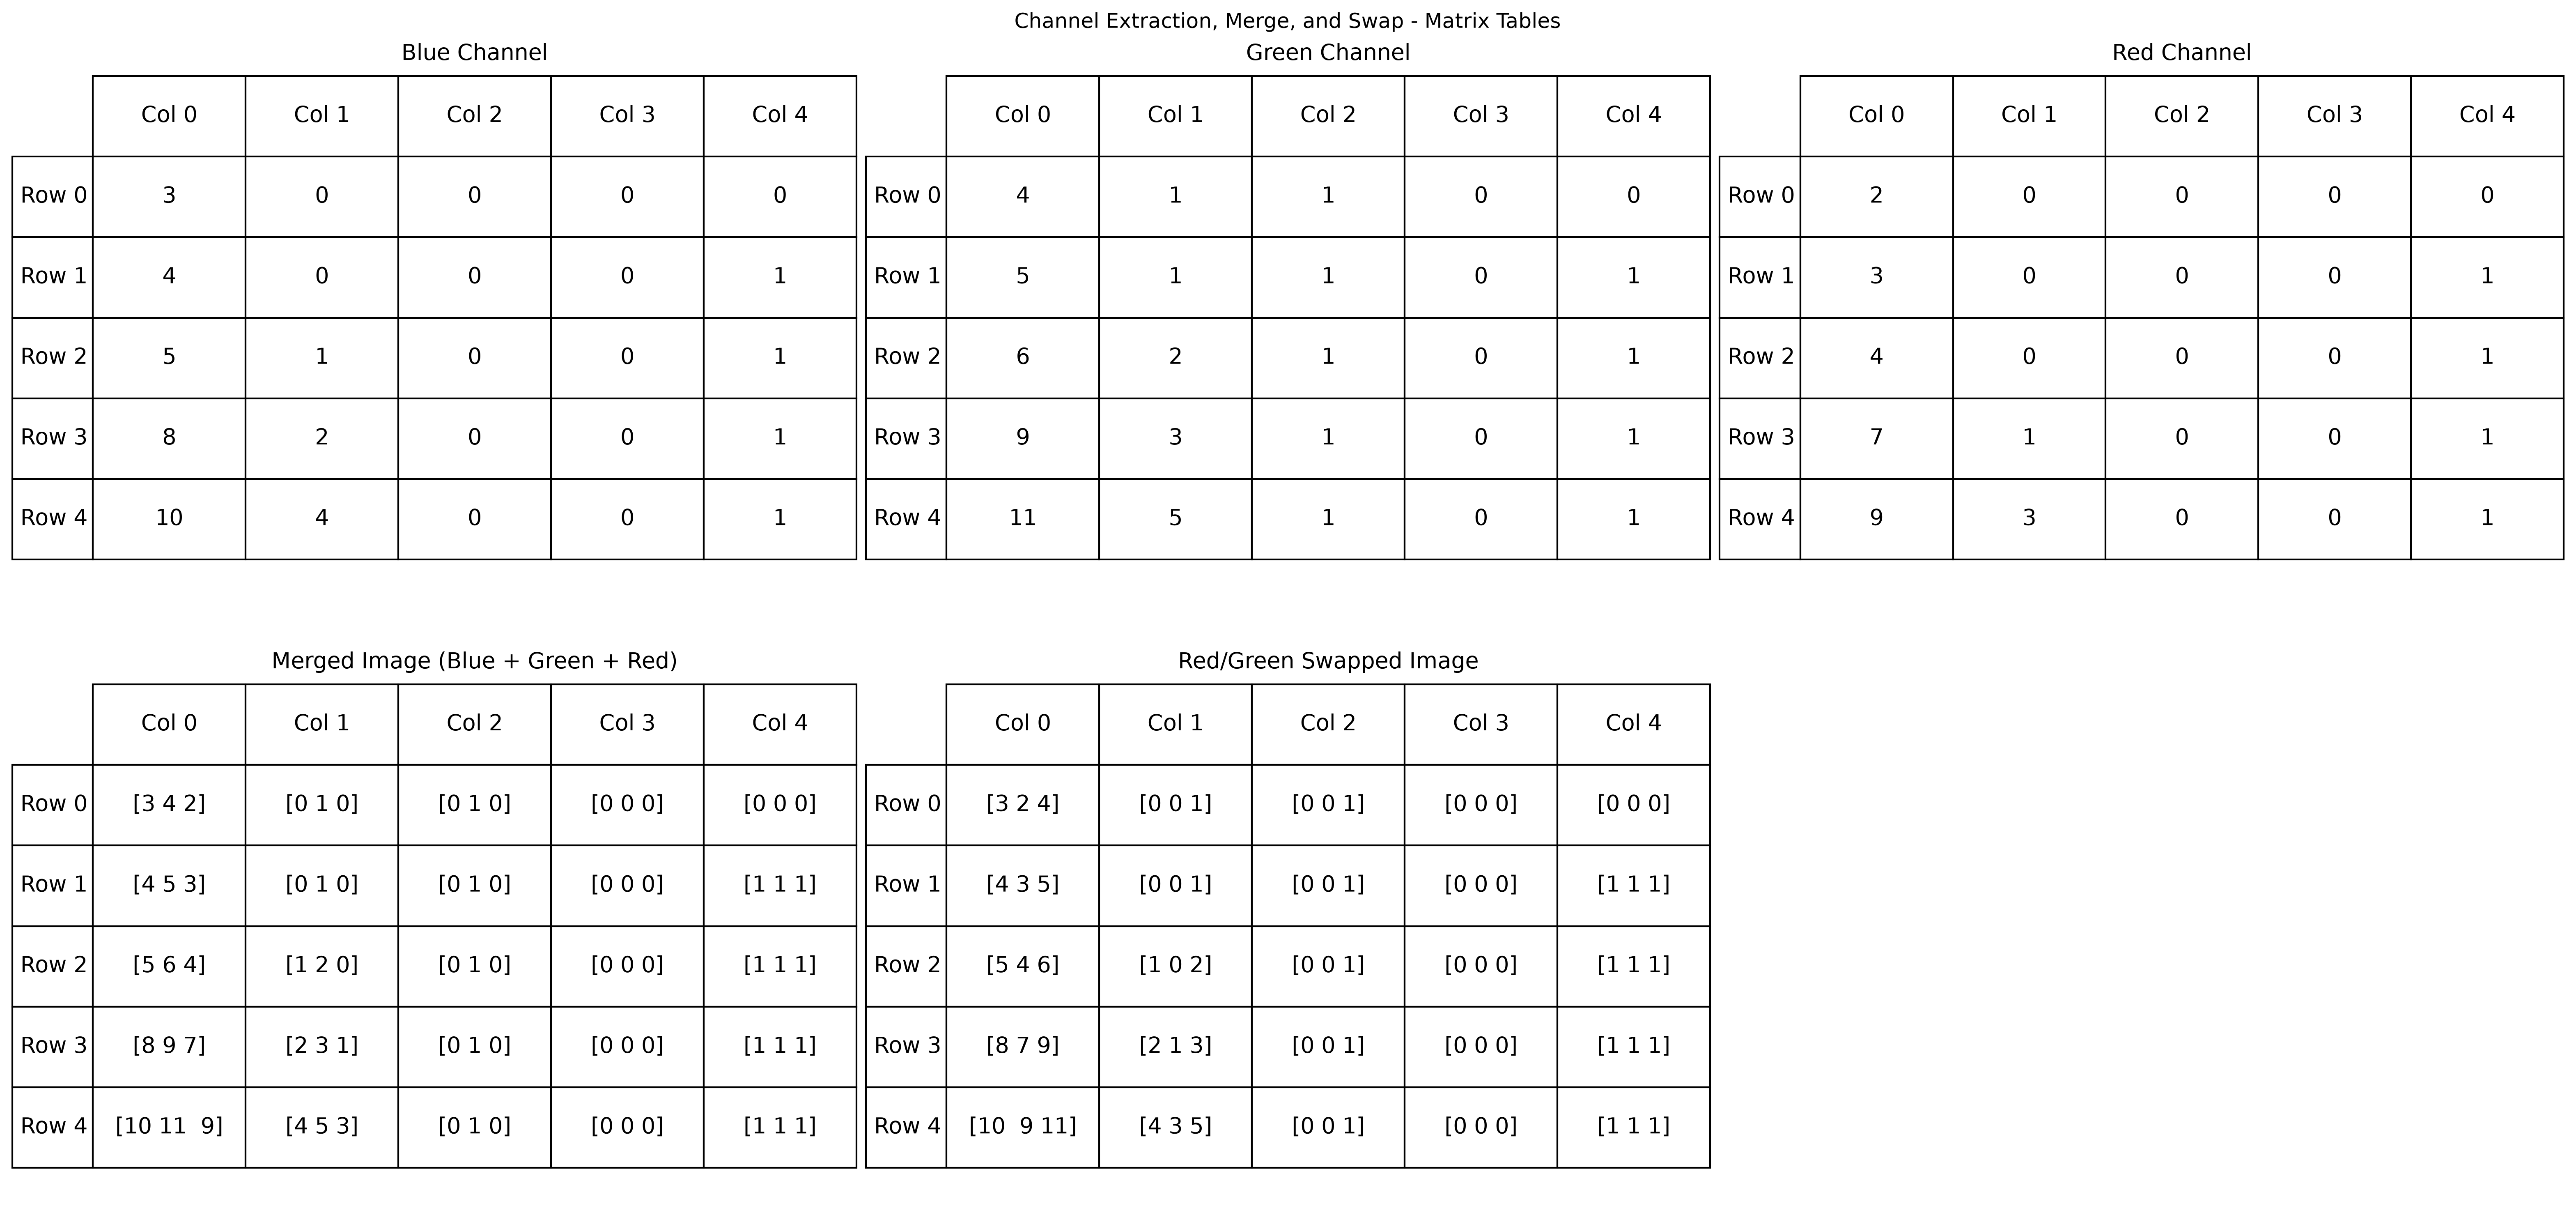 Channel Extraction, Merge, and Swap - Matrix Tables
Blue Channel
Col 0 Col 1 Col 2 Col 3 Col 4
Row 0 3 0 0 0 0
Row 1 4 0 0 0 1
Row 2 5 1 0 0 1
Row 3 8 2 0 0 1
Row 4 10 4 0 0 1
Green Channel
Col 0 Col 1 Col 2 Col 3 Col 4
Row 0 4 1 1 0 0
Row 1 5 1 1 0 1
Row 2 6 2 1 0 1
Row 3 9 3 1 0 1
Row 4 11 5 1 0 1
Red Channel
Col 0 Col 1 Col 2 Col 3 Col 4
Row 0 2 0 0 0 0
Row 1 3 0 0 0 1
Row 2 4 0 0 0 1
Row 3 7 1 0 0 1
Row 4 9 3 0 0 1
Merged Image (Blue + Green + Red)
Col 0 Col 1 Col 2 Col 3 Col 4
Row 0 [3 4 2] [0 1 0] [0 1 0] [0 0 0] [0 0 0]
Row 1 [4 5 3] [0 1 0] [0 1 0] [0 0 0] [1 1 1]
Row 2 [5 6 4] [1 2 0] [0 1 0] [0 0 0] [1 1 1]
Row 3 [8 9 7] [2 3 1] [0 1 0] [0 0 0] [1 1 1]
Row 4 [10 11  9] [4 5 3] [0 1 0] [0 0 0] [1 1 1]
Red/Green Swapped Image
Col 0 Col 1 Col 2 Col 3 Col 4
Row 0 [3 2 4] [0 0 1] [0 0 1] [0 0 0] [0 0 0]
Row 1 [4 3 5] [0 0 1] [0 0 1] [0 0 0] [1 1 1]
Row 2 [5 4 6] [1 0 2] [0 0 1] [0 0 0] [1 1 1]
Row 3 [8 7 9] [2 1 3] [0 0 1] [0 0 0] [1 1 1]
Row 4 [10  9 11] [4 3 5] [0 0 1] [0 0 0] [1 1 1]